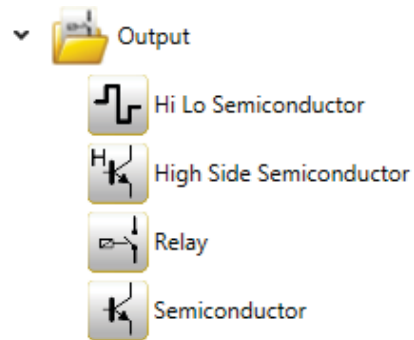 Output
Hi Lo Semiconductor
H
High Side Semiconductor
Relay
Semiconductor